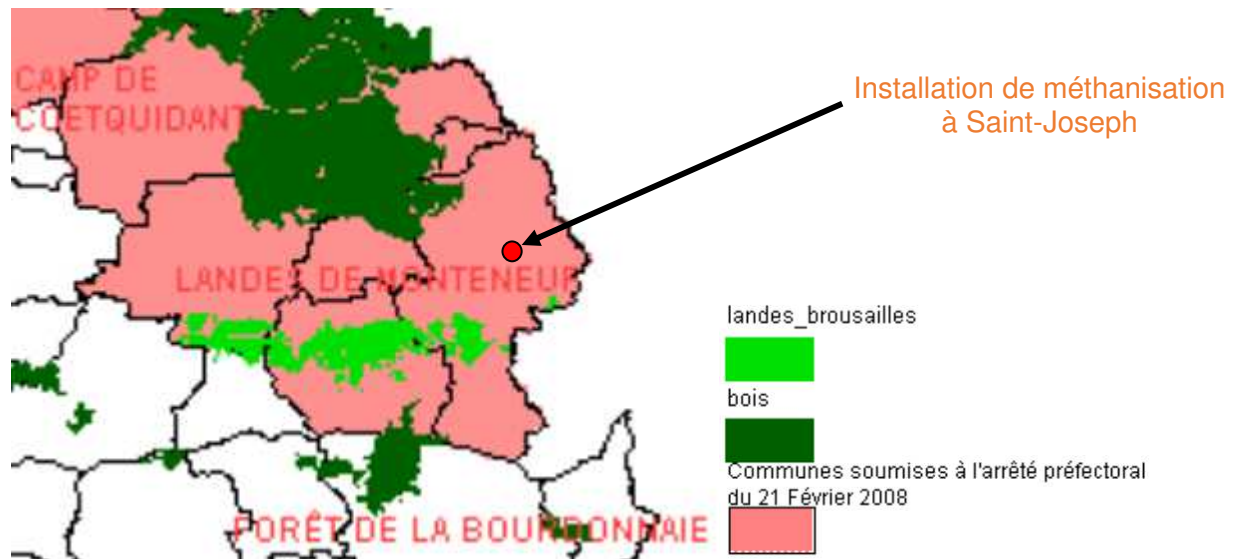 CAMP DE
COETQUIDANT
Installation de méthanisation
à Saint-Joseph
LANDES DE MONTENEUF
landes_brousailles
bois
Communes soumises à l'arrêté préfectoral
du 21 Février 2008
FORÊT DE LA BOURDONNAIE